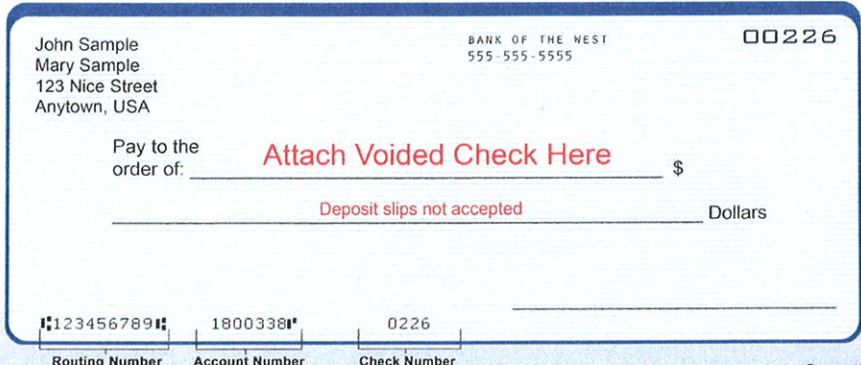 John Sample
Mary Sample
123 Nice Street
Anytown, USA
BANK OF THE WEST
555-555-5555
00226
Pay to the
order of:
Attach Voided Check Here
$
Deposit slips not accepted
Dollars
⑆123456789⑆ 1800338⑈ 0226
Routing Number Account Number Check Number